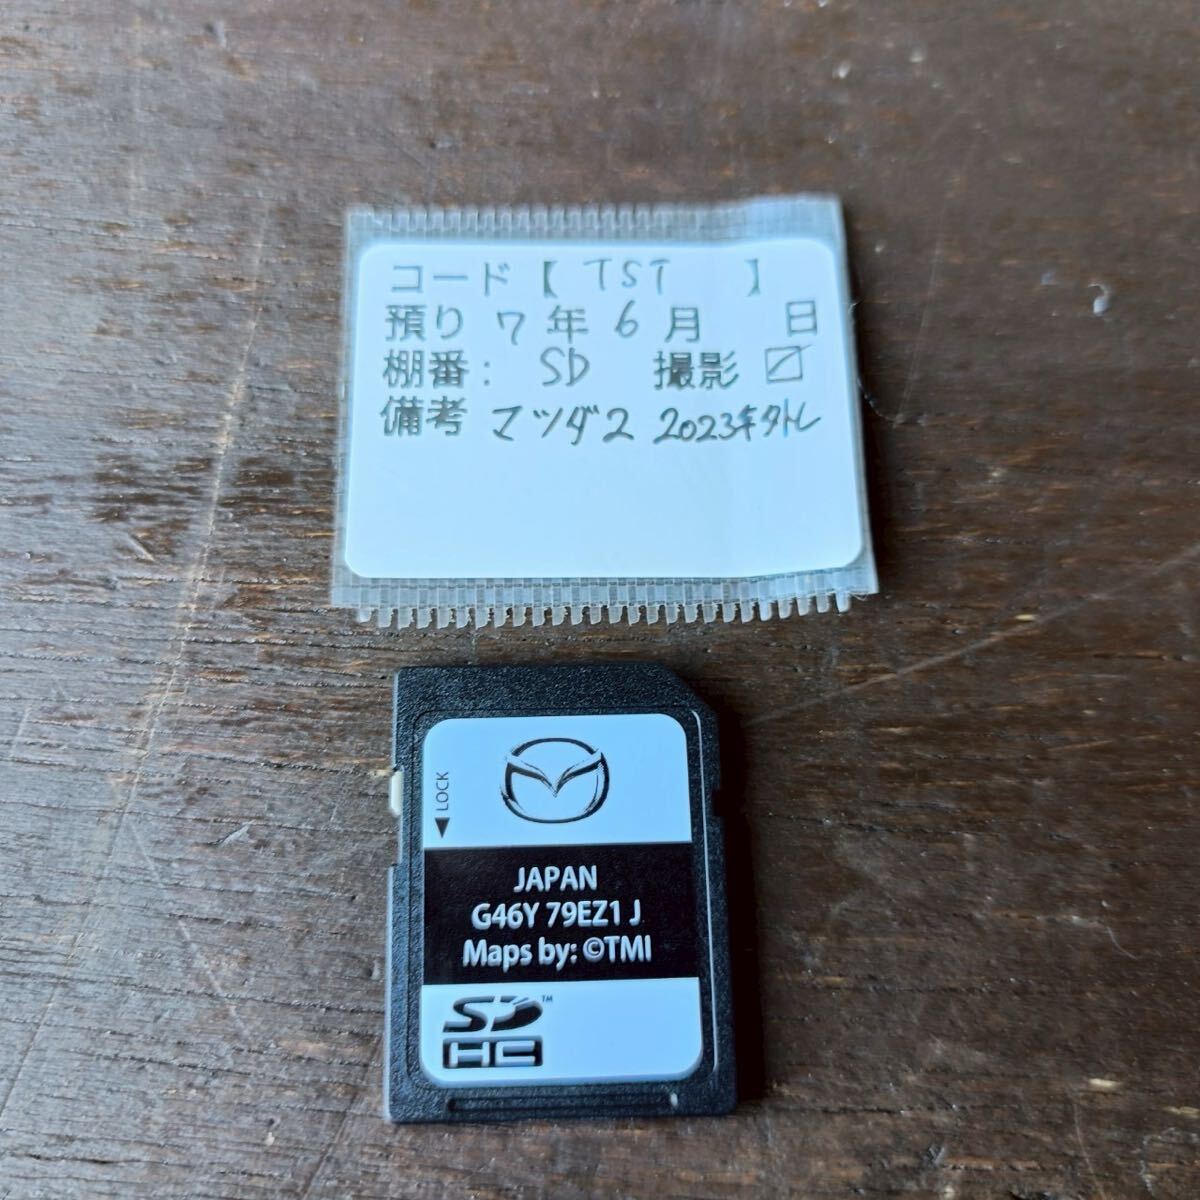 コード【 TST 】
預り 7年 6月 日
棚番: SD 撮影 ☑
備考 マツダ2 2023年外し
◀ LOCK
JAPAN
G46Y 79EZ1 J
Maps by: ©TMI
SD™
HC